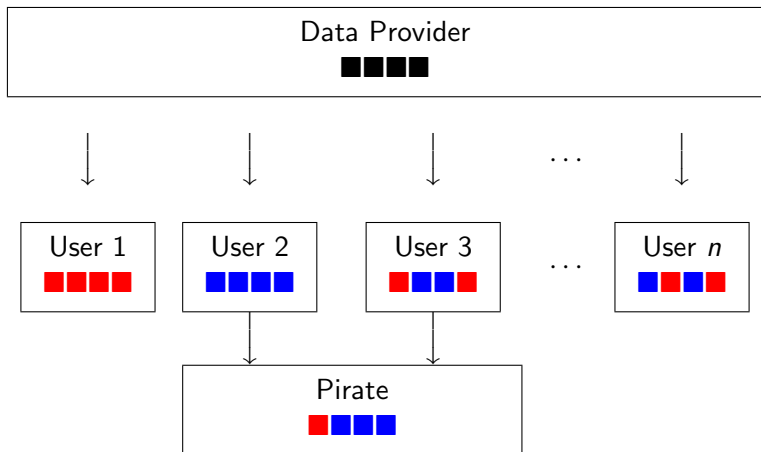 Data Provider
...
User 1
User 2
User 3
...
User n
Pirate